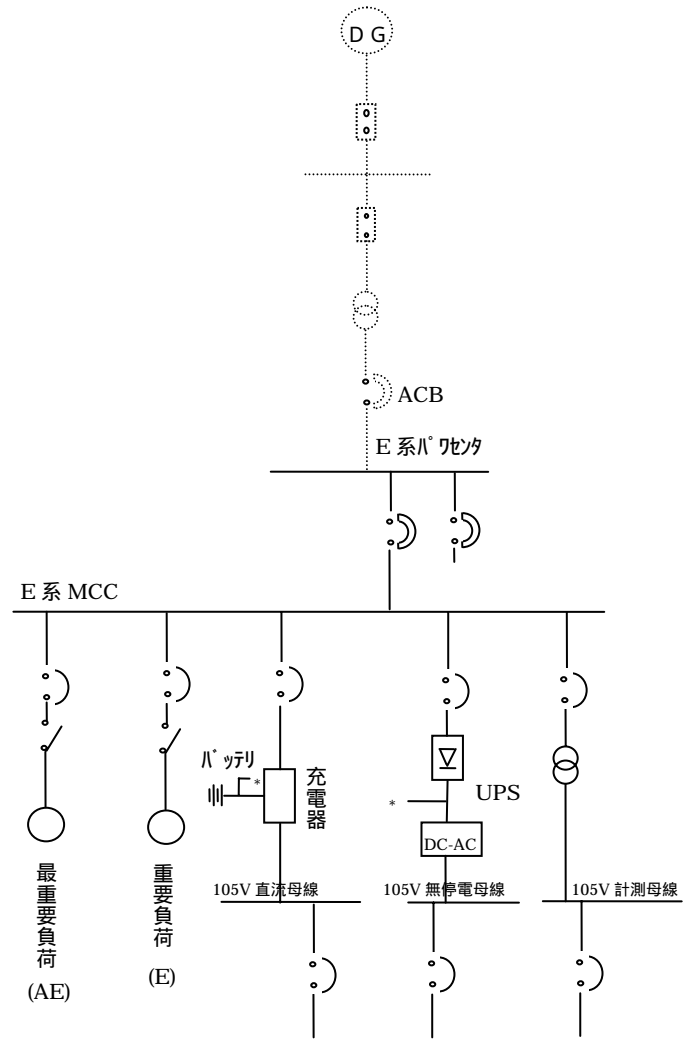 DG
ACB
E 系ﾊﾟﾜｾﾝﾀ
E 系 MCC
ﾊﾞｯﾃﾘ
*
充電器
*
UPS
DC-AC
最重要負荷
(AE)
重要負荷
(E)
105V 直流母線
105V 無停電母線
105V 計測母線